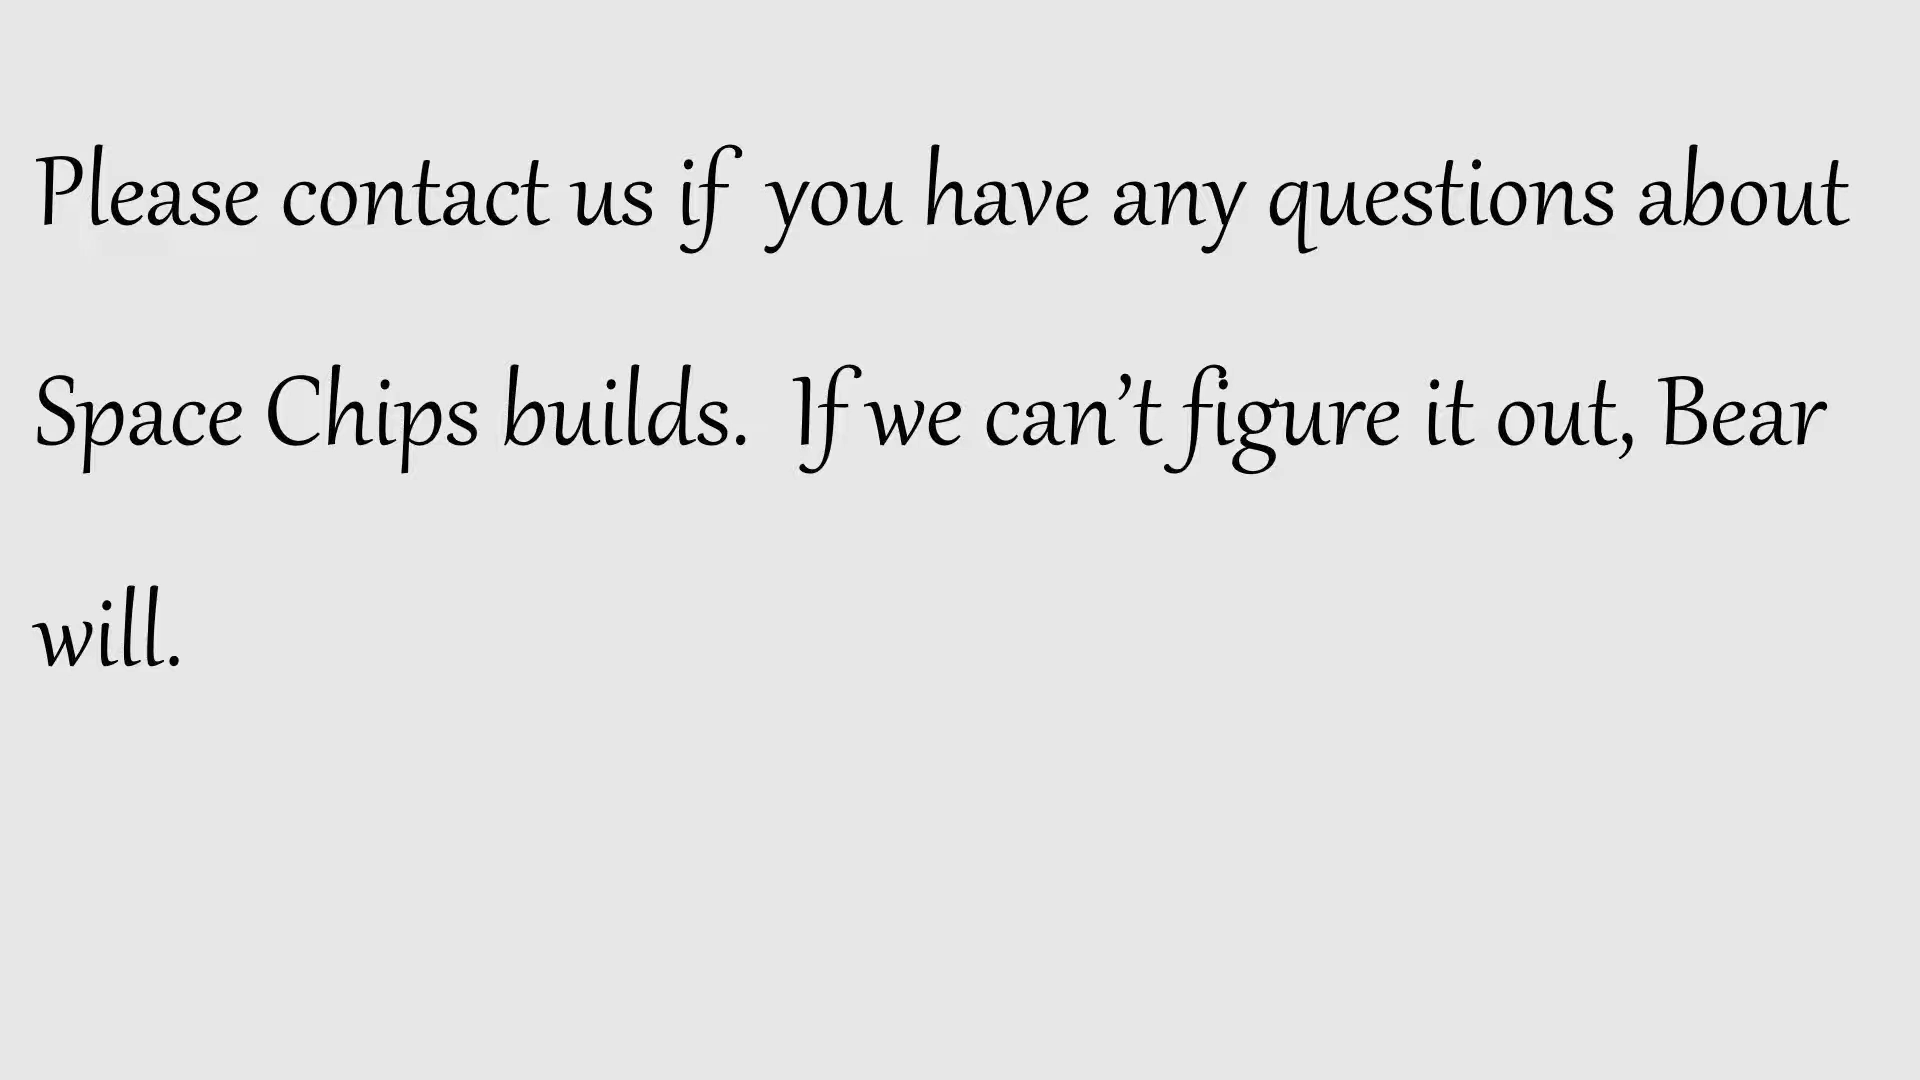 Please contact us if you have any questions about
Space Chips builds.  If we can’t figure it out, Bear
will.